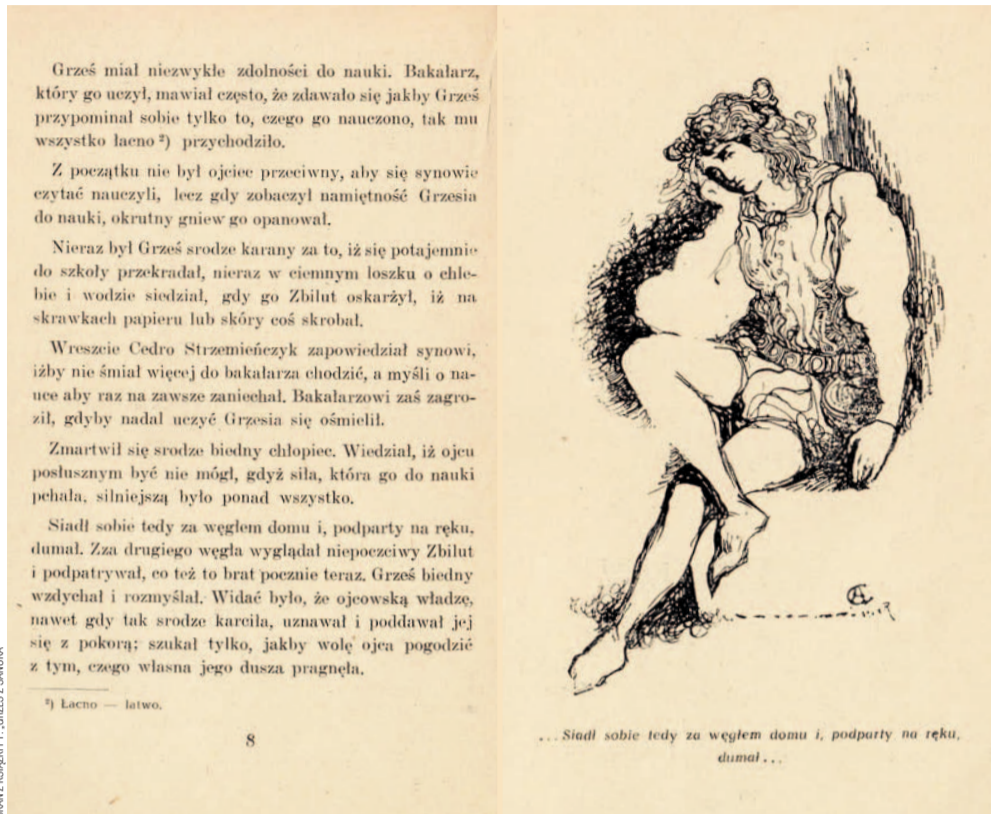 Grześ miał niezwykłe zdolności do nauki. Bakałarz,
który go uczył, mawiał często, że zdawało się jakby Grześ
przypominał sobie tylko to, czego go nauczono, tak mu
wszystko łacno ²) przychodziło.
Z początku nie był ojciec przeciwny, aby się synowie
czytać nauczyli, lecz gdy zobaczył namiętność Grzesia
do nauki, okrutny gniew go opanował.
Nieraz był Grześ srodze karany za to, iż się potajemnie
do szkoły przekradał, nieraz w ciemnym loszku o chle-
bie i wodzie siedział, gdy go Zbilut oskarżył, iż na
skrawkach papieru lub skóry coś skrobał.
Wreszcie Cedro Strzemieńczyk zapowiedział synowi,
iżby nie śmiał więcej do bakałarza chodzić, a myśli o na-
uce aby raz na zawsze zaniechał. Bakałarzowi zaś zagro-
ził, gdyby nadal uczyć Grzesia się ośmielił.
Zmartwił się srodze biedny chłopiec. Wiedział, iż ojcu
posłusznym być nie mógł, gdyż siła, która go do nauki
pchała, silniejszą było ponad wszystko.
Siadł sobie tedy za węgłem domu i, podparty na ręku,
dumał. Zza drugiego węgła wyglądał niepoczciwy Zbilut
i podpatrywał, co też to brat pocznie teraz. Grześ biedny
wzdychał i rozmyślał. Widać było, że ojcowską władzę,
nawet gdy tak srodze karciła, uznawał i poddawał jej
się z pokorą; szukał tylko, jakby wolę ojca pogodzić
z tym, czego własna jego dusza pragnęła.
²) Łacno — łatwo.
8
...Siadł sobie tedy za węgłem domu i, podparty na ręku,
dumał...